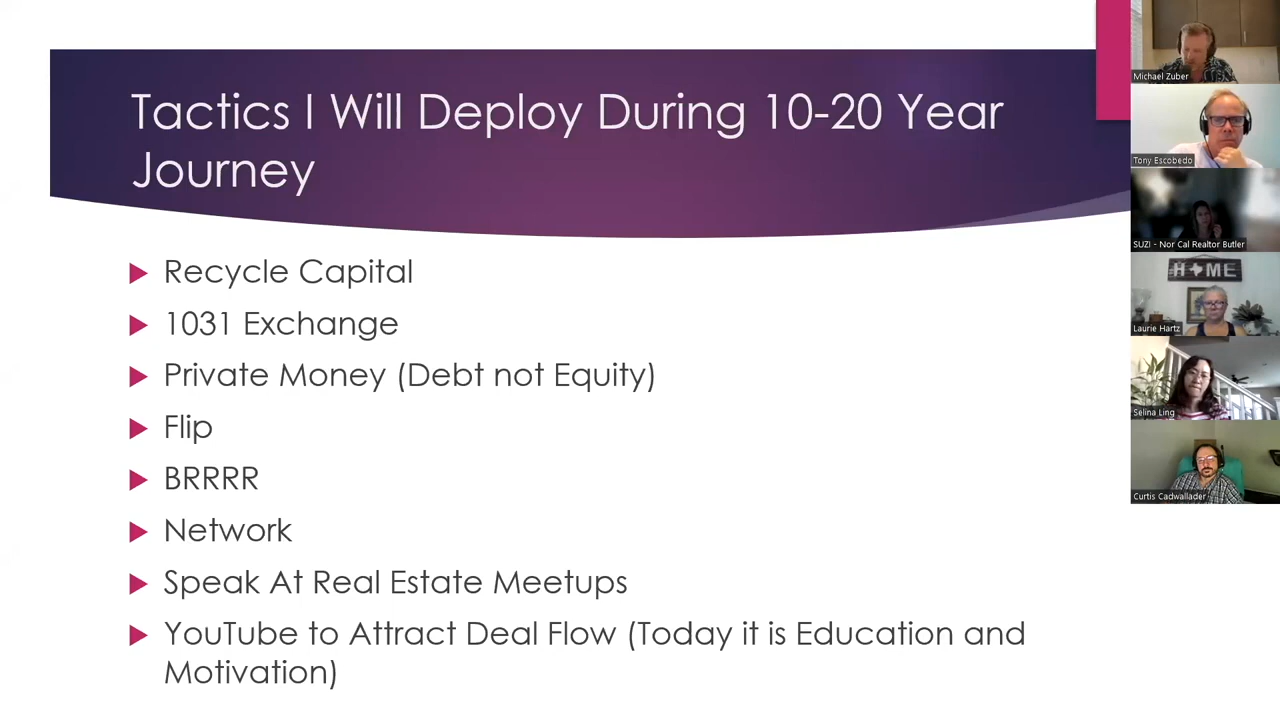 Tactics I Will Deploy During 10-20 Year
Journey
Recycle Capital
1031 Exchange
Private Money (Debt not Equity)
Flip
BRRRR
Network
Speak At Real Estate Meetups
YouTube to Attract Deal Flow (Today it is Education and
Motivation)
Michael Zuber
Tony Escobedo
SUZI - Nor Cal Realtor Butler
HOME
Laurie Hartz
Selina Ling
Curtis Cadwallader